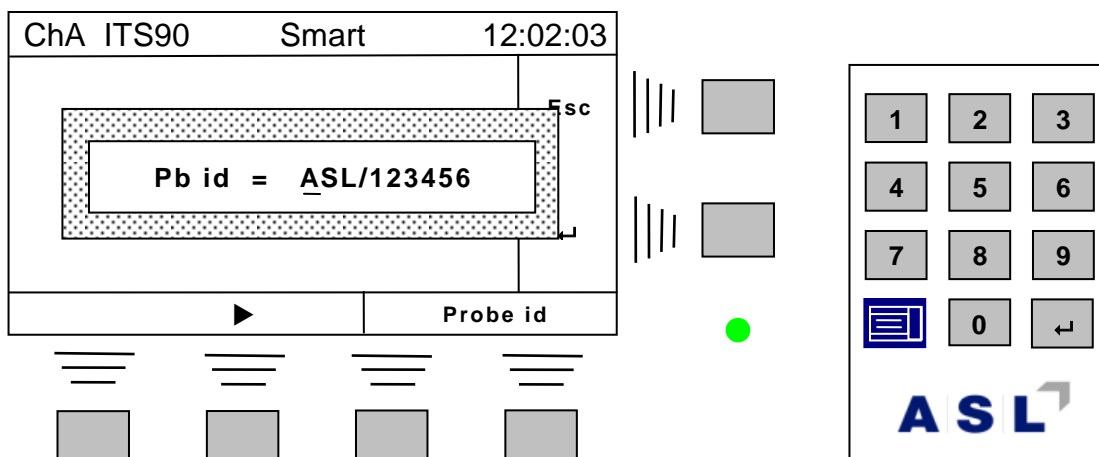 ChA ITS90 Smart 12:02:03
Esc
Pb id = ASL/123456
↵
▶ Probe id
1 2 3
4 5 6
7 8 9
0 ↵
ASL